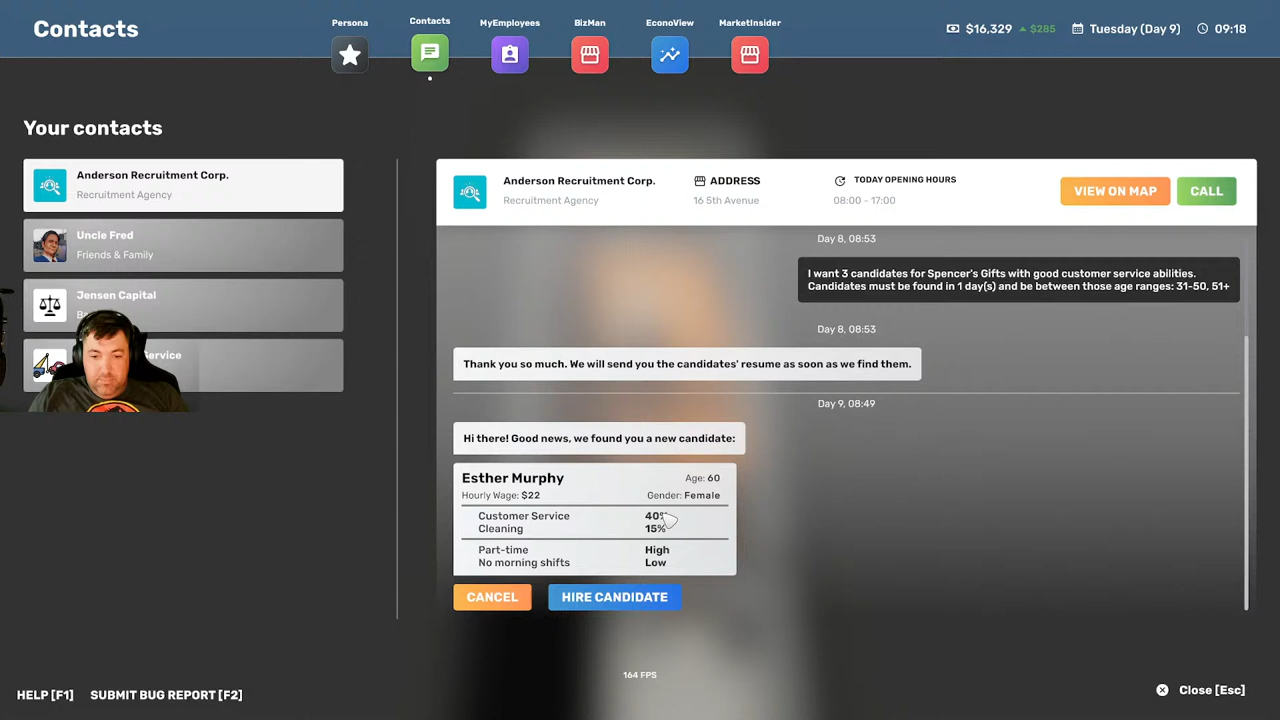 Contacts
Persona
Contacts
MyEmployees
BizMan
EconoView
MarketInsider
$16,329 ▲ $285
Tuesday (Day 9)
09:18
Your contacts
Anderson Recruitment Corp.
Recruitment Agency
Uncle Fred
Friends & Family
Jensen Capital
Anderson Recruitment Corp.
Recruitment Agency
ADDRESS
16 5th Avenue
TODAY OPENING HOURS
08:00 - 17:00
VIEW ON MAP
CALL
Day 8, 08:53
I want 3 candidates for Spencer's Gifts with good customer service abilities.
Candidates must be found in 1 day(s) and be between those age ranges: 31-50, 51+
Day 8, 08:53
Thank you so much. We will send you the candidates' resume as soon as we find them.
Day 9, 08:49
Hi there! Good news, we found you a new candidate:
Esther Murphy
Age: 60
Hourly Wage: $22
Gender: Female
Customer Service 40%
Cleaning 15%
Part-time High
No morning shifts Low
CANCEL
HIRE CANDIDATE
164 FPS
HELP [F1]
SUBMIT BUG REPORT [F2]
Close [Esc]